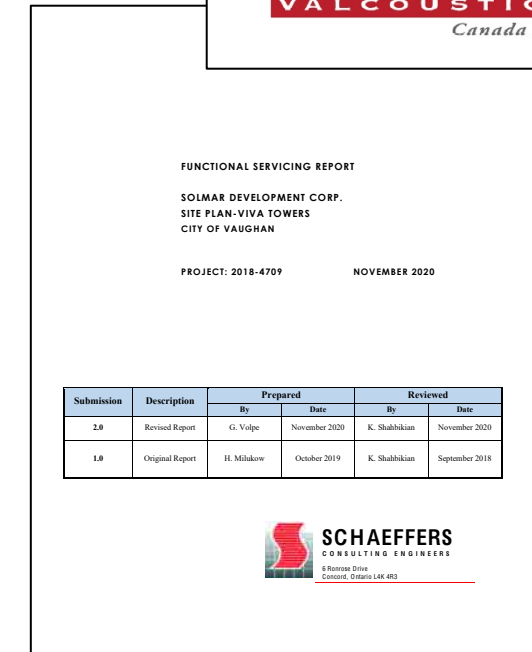 VALCOUSTIC
Canada
FUNCTIONAL SERVICING REPORT
SOLMAR DEVELOPMENT CORP.
SITE PLAN-VIVA TOWERS
CITY OF VAUGHAN
PROJECT: 2018-4709 NOVEMBER 2020
Submission Description Prepared Reviewed
By Date By Date
2.0 Revised Report G. Volpe November 2020 K. Shahbikian November 2020
1.0 Original Report H. Milukow October 2019 K. Shahbikian September 2018
SCHAEFFERS
CONSULTING ENGINEERS
6 Ronrose Drive
Concord, Ontario L4K 4R3